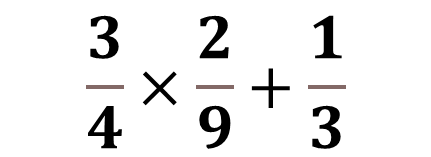 3/4 × 2/9 + 1/3